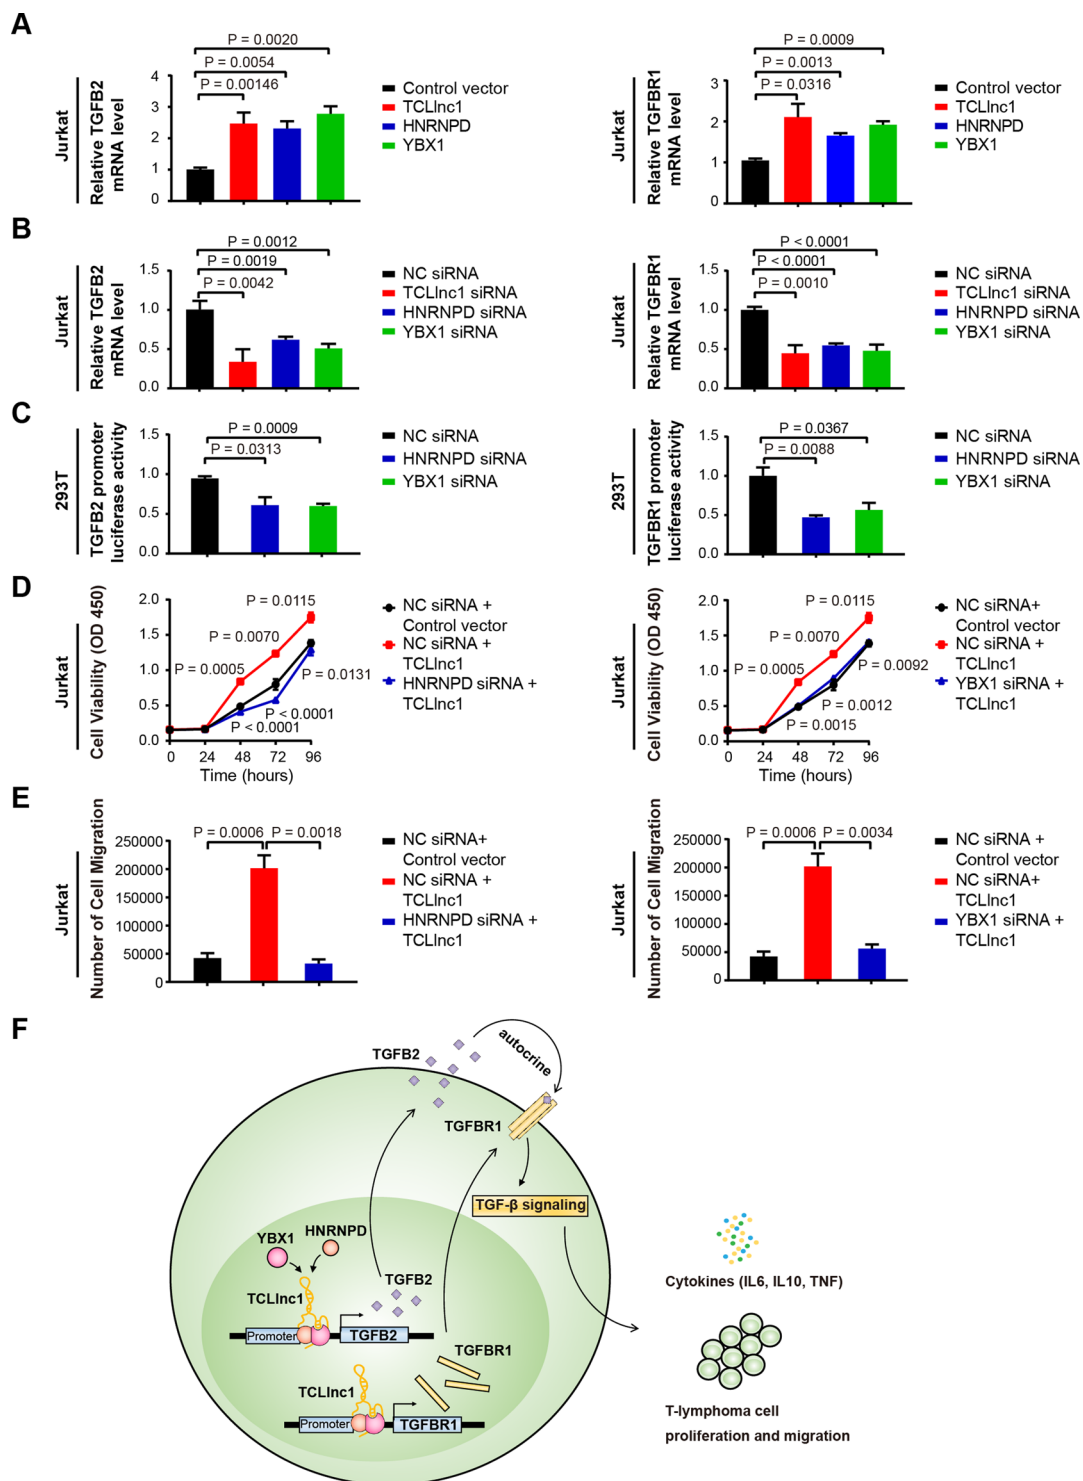 A
Jurkat
Relative TGFB2
mRNA level
4
3
2
1
0
P = 0.0020
P = 0.0054
P = 0.00146
Control vector
TCLlnc1
HNRNPD
YBX1
Jurkat
Relative TGFBR1
mRNA level
3
2
1
0
P = 0.0009
P = 0.0013
P = 0.0316
Control vector
TCLlnc1
HNRNPD
YBX1
B
Jurkat
Relative TGFB2
mRNA level
1.5
1.0
0.5
0.0
P = 0.0012
P = 0.0019
P = 0.0042
NC siRNA
TCLlnc1 siRNA
HNRNPD siRNA
YBX1 siRNA
Jurkat
Relative TGFBR1
mRNA level
1.5
1.0
0.5
0.0
P < 0.0001
P < 0.0001
P = 0.0010
NC siRNA
TCLlnc1 siRNA
HNRNPD siRNA
YBX1 siRNA
C
293T
TGFB2 promoter
luciferase activity
1.5
1.0
0.5
0.0
P = 0.0009
P = 0.0313
NC siRNA
HNRNPD siRNA
YBX1 siRNA
293T
TGFBR1 promoter
luciferase activity
1.5
1.0
0.5
0.0
P = 0.0367
P = 0.0088
NC siRNA
HNRNPD siRNA
YBX1 siRNA
D
Jurkat
Cell Viability (OD 450)
2.0
1.5
1.0
0.5
0.0
P = 0.0115
P = 0.0070
P = 0.0005
P = 0.0131
P < 0.0001
P < 0.0001
0 24 48 72 96
Time (hours)
NC siRNA +
Control vector
NC siRNA +
TCLlnc1
HNRNPD siRNA +
TCLlnc1
Jurkat
Cell Viability (OD 450)
2.0
1.5
1.0
0.5
0.0
P = 0.0115
P = 0.0070
P = 0.0005
P = 0.0092
P = 0.0012
P = 0.0015
0 24 48 72 96
Time (hours)
NC siRNA+
Control vector
NC siRNA +
TCLlnc1
YBX1 siRNA +
TCLlnc1
E
Jurkat
Number of Cell Migration
250000
200000
150000
100000
50000
0
P = 0.0006 P = 0.0018
NC siRNA+
Control vector
NC siRNA +
TCLlnc1
HNRNPD siRNA +
TCLlnc1
Jurkat
Number of Cell Migration
250000
200000
150000
100000
50000
0
P = 0.0006 P = 0.0034
NC siRNA +
Control vector
NC siRNA+
TCLlnc1
YBX1 siRNA +
TCLlnc1
F
TGFB2
autocrine
TGFBR1
TGF-β signaling
YBX1
HNRNPD
TCLlnc1
TGFB2
Promoter
TGFB2
TGFBR1
TCLlnc1
Promoter
TGFBR1
Cytokines (IL6, IL10, TNF)
T-lymphoma cell
proliferation and migration